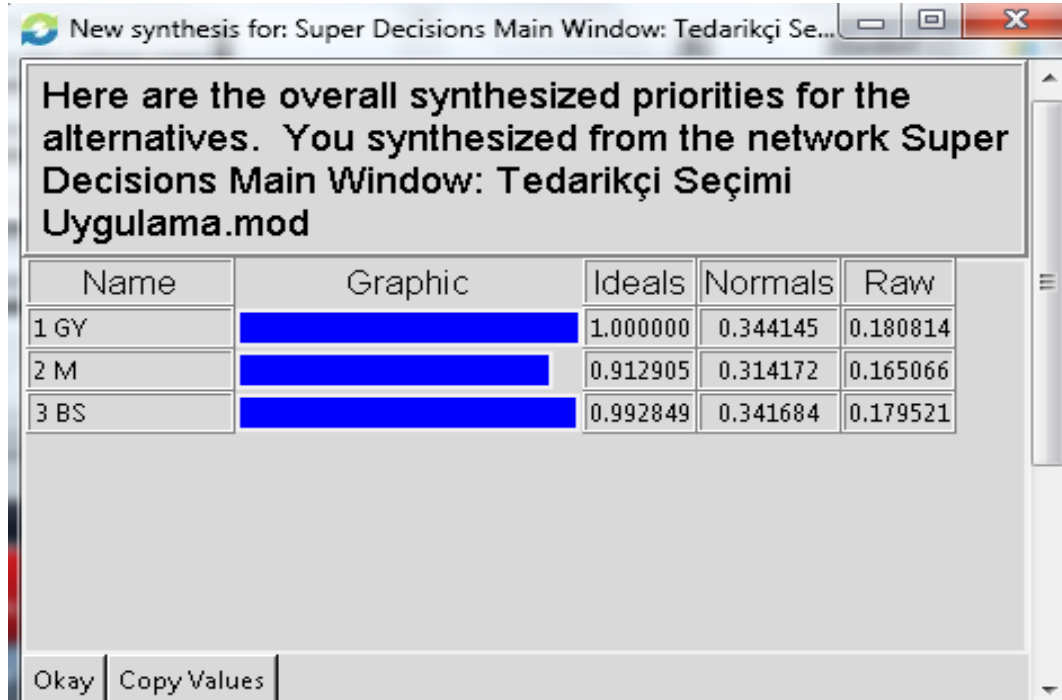 New synthesis for: Super Decisions Main Window: Tedarikçi Se...
Here are the overall synthesized priorities for the
alternatives. You synthesized from the network Super
Decisions Main Window: Tedarikçi Seçimi
Uygulama.mod
Name Graphic Ideals Normals Raw
1 GY 1.000000 0.344145 0.180814
2 M 0.912905 0.314172 0.165066
3 BS 0.992849 0.341684 0.179521
Okay Copy Values